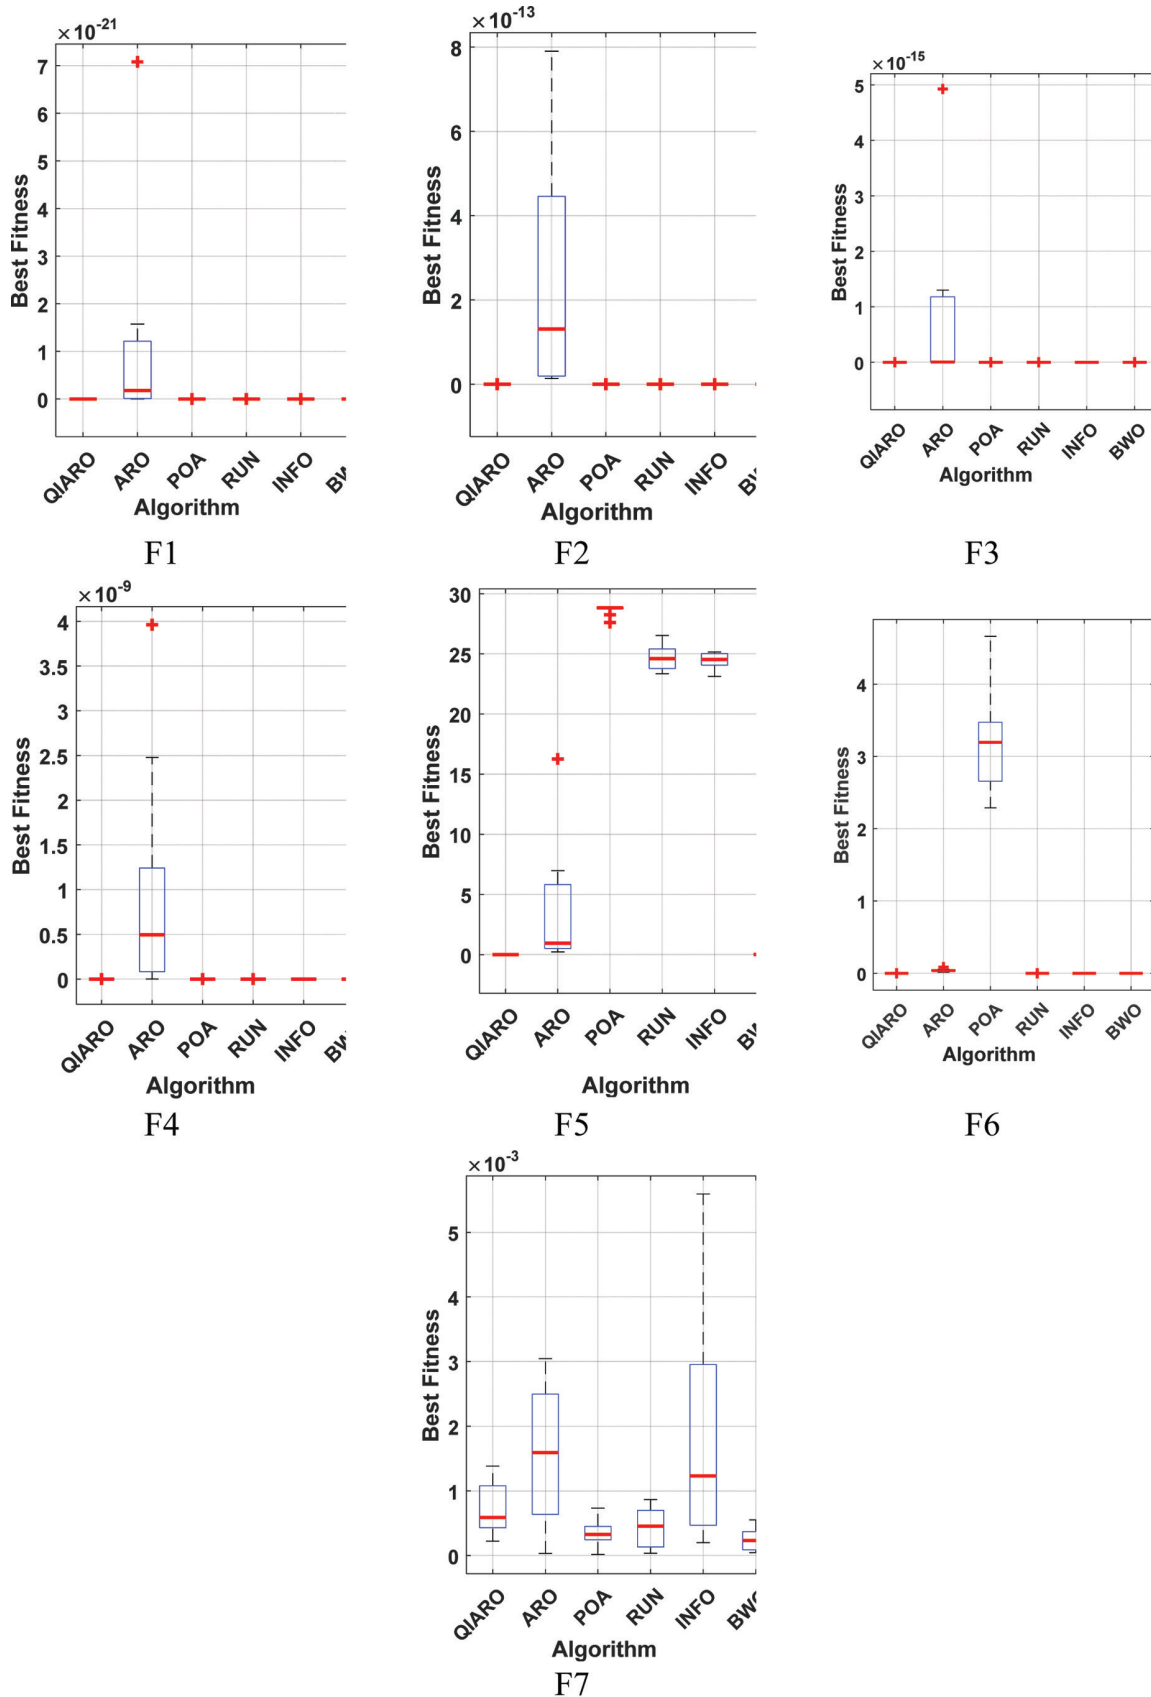 ×10-21
7
6
5
4
3
2
1
0
Best Fitness
QIARO
ARO
POA
RUN
INFO
BW
Algorithm
F1
×10-13
8
6
4
2
0
Best Fitness
QIARO
ARO
POA
RUN
INFO
B
Algorithm
F2
×10-15
5
4
3
2
1
0
Best Fitness
QIARO
ARO
POA
RUN
INFO
BWO
Algorithm
F3
×10-9
4
3.5
3
2.5
2
1.5
1
0.5
0
Best Fitness
QIARO
ARO
POA
RUN
INFO
BW
Algorithm
F4
30
25
20
15
10
5
0
Best Fitness
QIARO
ARO
POA
RUN
INFO
B
Algorithm
F5
4
3
2
1
0
Best Fitness
QIARO
ARO
POA
RUN
INFO
BWO
Algorithm
F6
×10-3
5
4
3
2
1
0
Best Fitness
QIARO
ARO
POA
RUN
INFO
BWO
Algorithm
F7